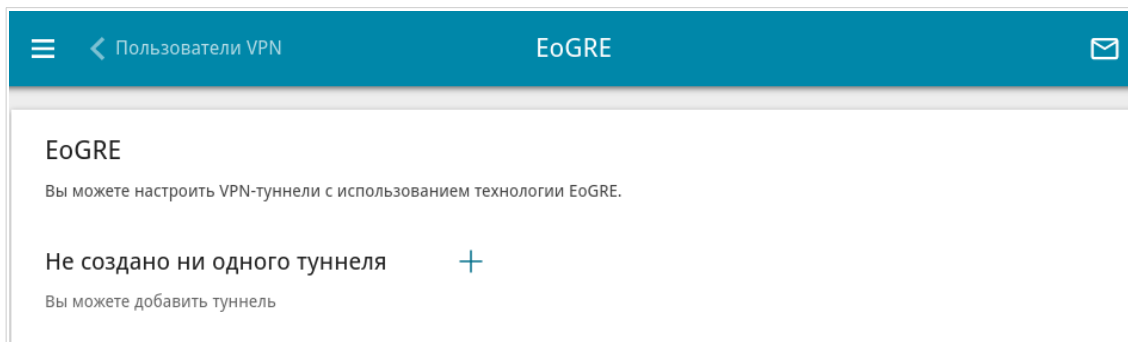 Пользователи VPN
EoGRE
EoGRE
Вы можете настроить VPN-туннели с использованием технологии EoGRE.
Не создано ни одного туннеля
Вы можете добавить туннель